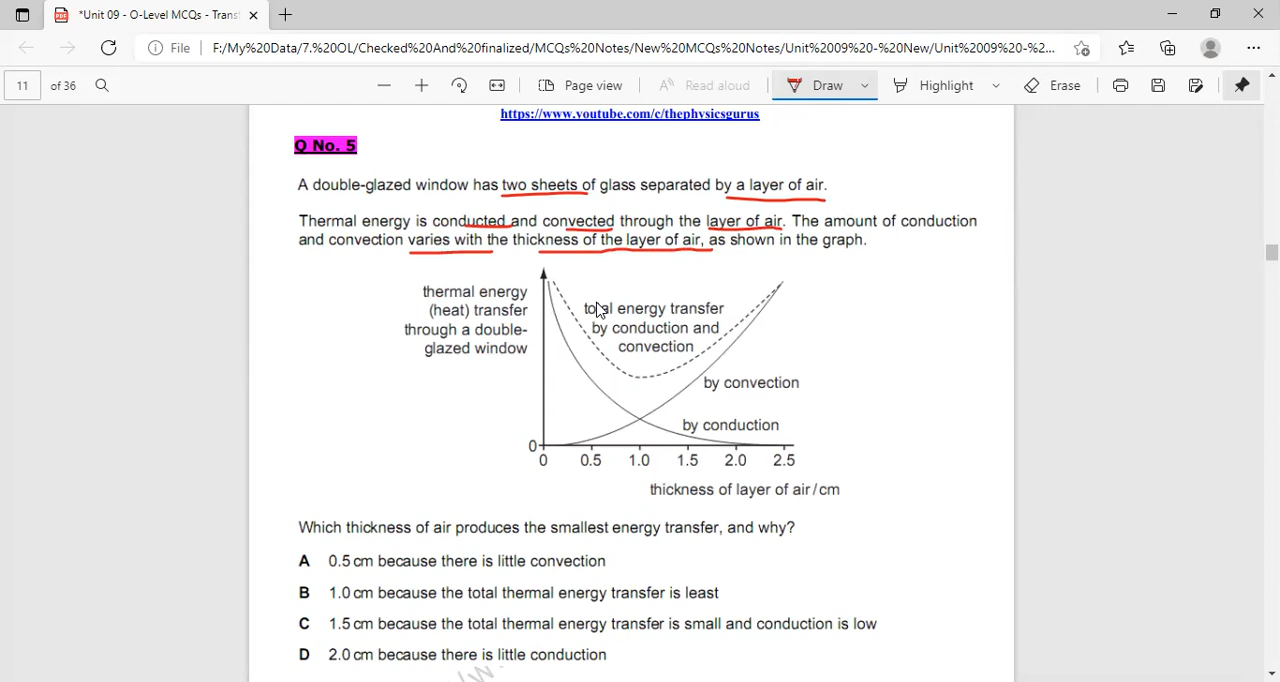 *Unit 09 - O-Level MCQs - Trans
File
F:/My%20Data/7.%20OL/Checked%20And%20finalized/MCQs%20Notes/New%20MCQs%20Notes/Unit%2009%20-%20New/Unit%2009%20-%2...
11 of 36
Page view
Read aloud
Draw
Highlight
Erase
https://www.youtube.com/c/thephysicsgurus
Q No. 5
A double-glazed window has two sheets of glass separated by a layer of air.
Thermal energy is conducted and convected through the layer of air. The amount of conduction
and convection varies with the thickness of the layer of air, as shown in the graph.
thermal energy
(heat) transfer
through a double-
glazed window
total energy transfer
by conduction and
convection
by convection
by conduction
0
0 0.5 1.0 1.5 2.0 2.5
thickness of layer of air/cm
Which thickness of air produces the smallest energy transfer, and why?
A 0.5 cm because there is little convection
B 1.0 cm because the total thermal energy transfer is least
C 1.5 cm because the total thermal energy transfer is small and conduction is low
D 2.0 cm because there is little conduction